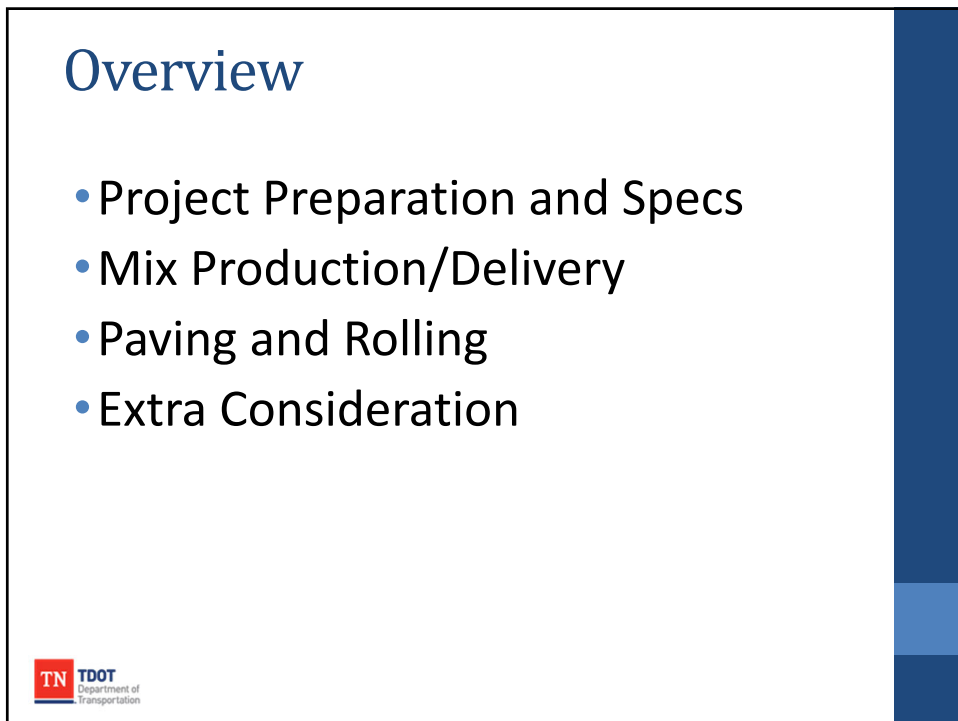 Overview
•Project Preparation and Specs
•Mix Production/Delivery
•Paving and Rolling
•Extra Consideration
TN
TDOT
Department of
Transportation